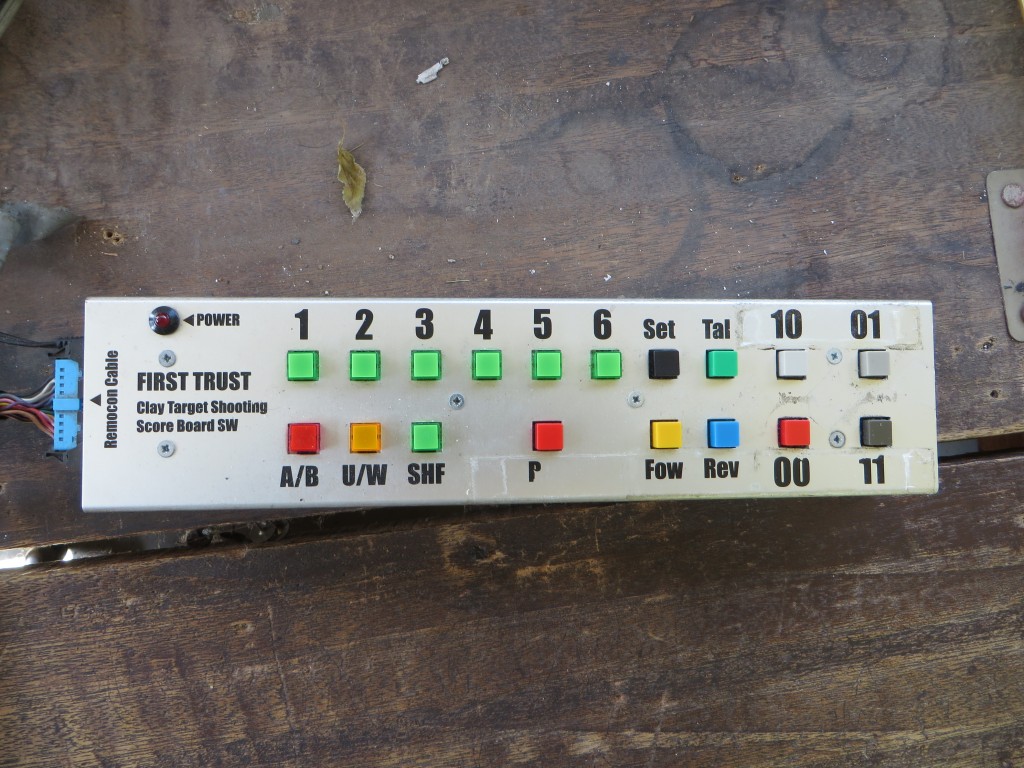 ◀POWER
1 2 3 4 5 6 Set Tal 10 01
FIRST TRUST
Clay Target Shooting
Score Board SW
Remocon Cable
A/B U/W SHF P Fow Rev 00 11